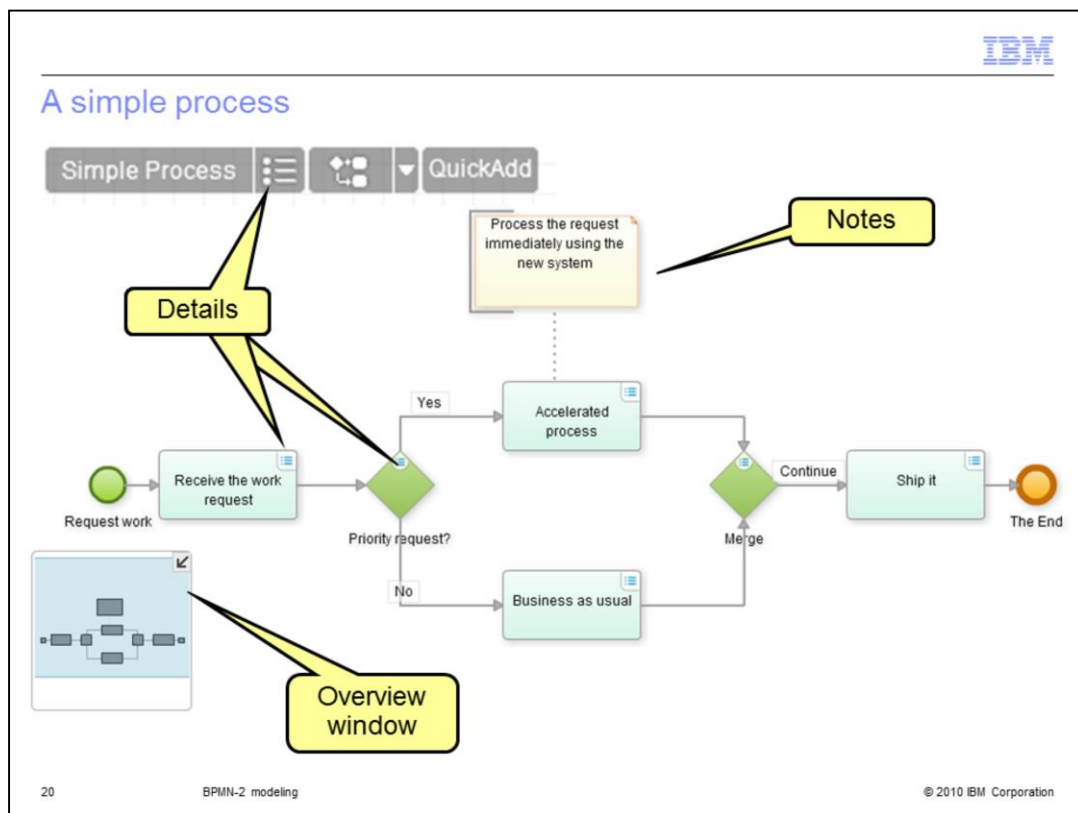 IBM
A simple process
Simple Process
QuickAdd
Process the request
immediately using the
new system
Notes
Details
Yes
Accelerated
process
Receive the work
request
Continue
Ship it
Request work
Priority request?
Merge
The End
No
Business as usual
Overview
window
20
BPMN-2 modeling
© 2010 IBM Corporation